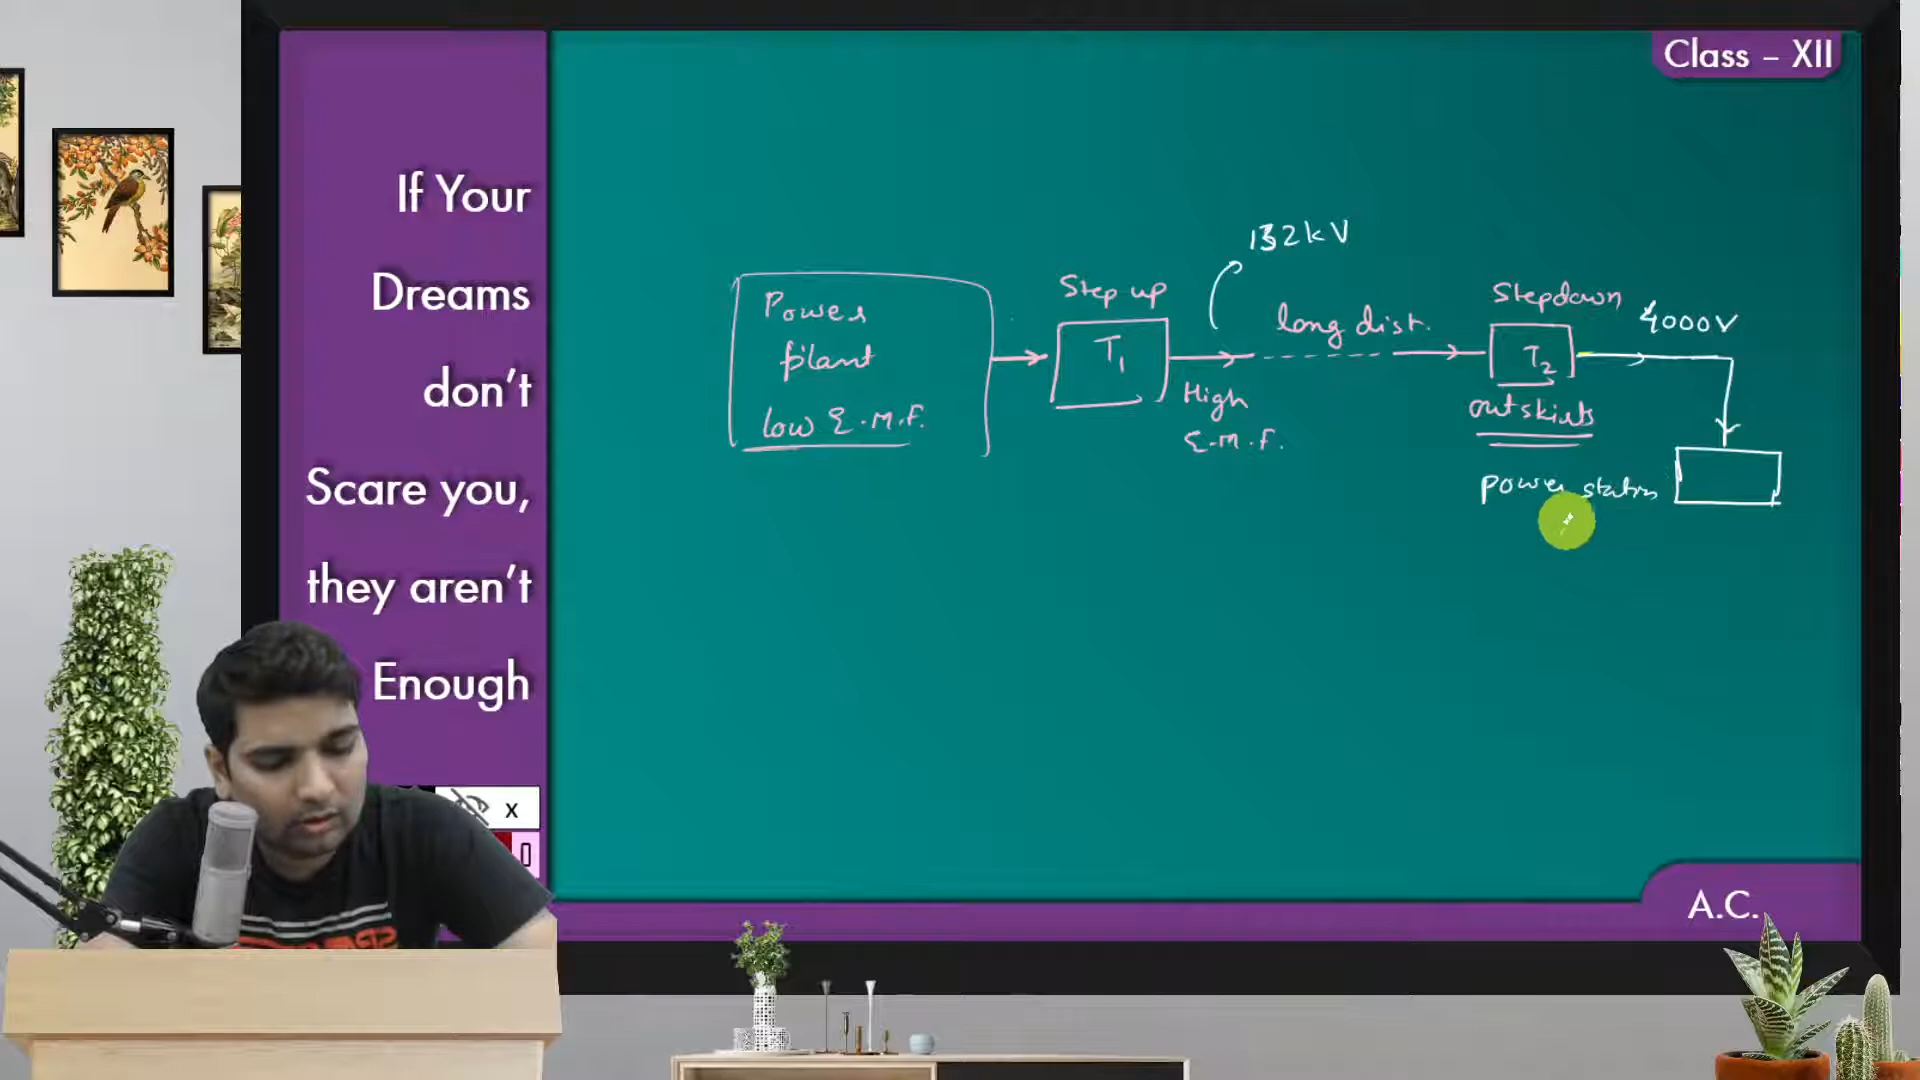 Class – XII
If Your
Dreams
don't
Scare you,
they aren't
Enough
x
0
132kV
Step up
Stepdown
4000V
Power
plant
low E.M.F.
T1
long dist.
T2
High
E.M.F.
outskirts
power station
A.C.